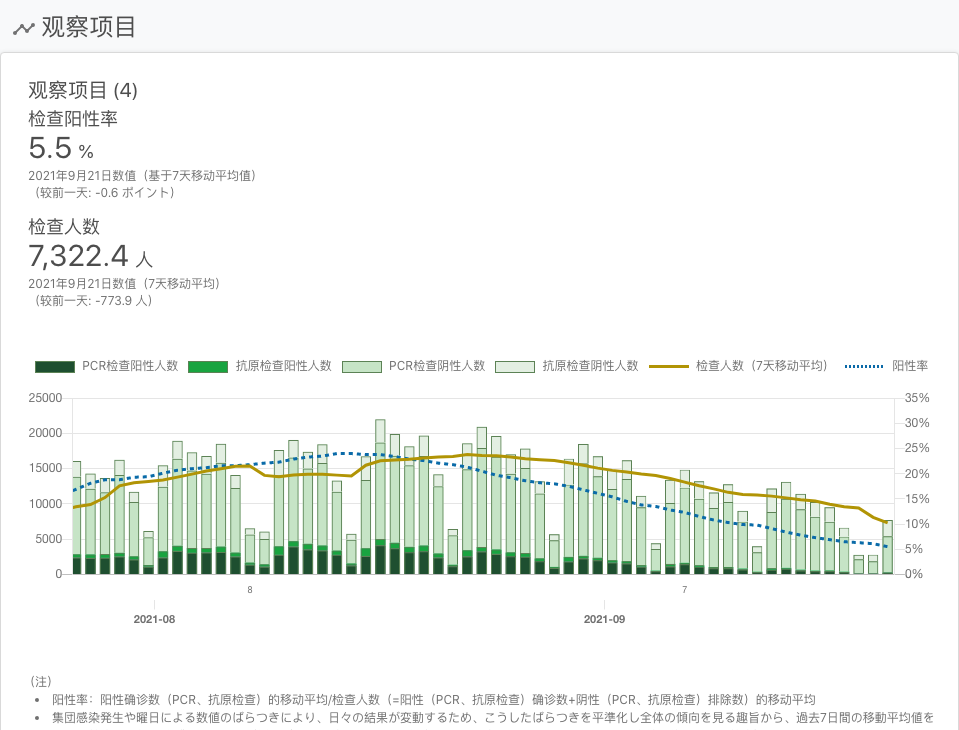 观察项目
观察项目 (4)
检查阳性率
5.5 %
2021年9月21日数值（基于7天移动平均值）
（较前一天: -0.6 ポイント）
检查人数
7,322.4 人
2021年9月21日数值（7天移动平均）
（较前一天: -773.9 人）
PCR检查阳性人数 抗原检查阳性人数 PCR检查阴性人数 抗原检查阴性人数 检查人数（7天移动平均） 阳性率
25000 35%
30%
20000
25%
15000 20%
15%
10000
10%
5000
5%
0 0%
8 7
2021-08 2021-09
（注）
• 阳性率：阳性确诊数（PCR、抗原检查）的移动平均/检查人数（=阳性（PCR、抗原检查）确诊数+阴性（PCR、抗原检查）排除数）的移动平均
• 集団感染発生や曜日による数値のばらつきにより、日々の結果が変動するため、こうしたばらつきを平準化し全体の傾向を見る趣旨から、過去7日間の移動平均値を